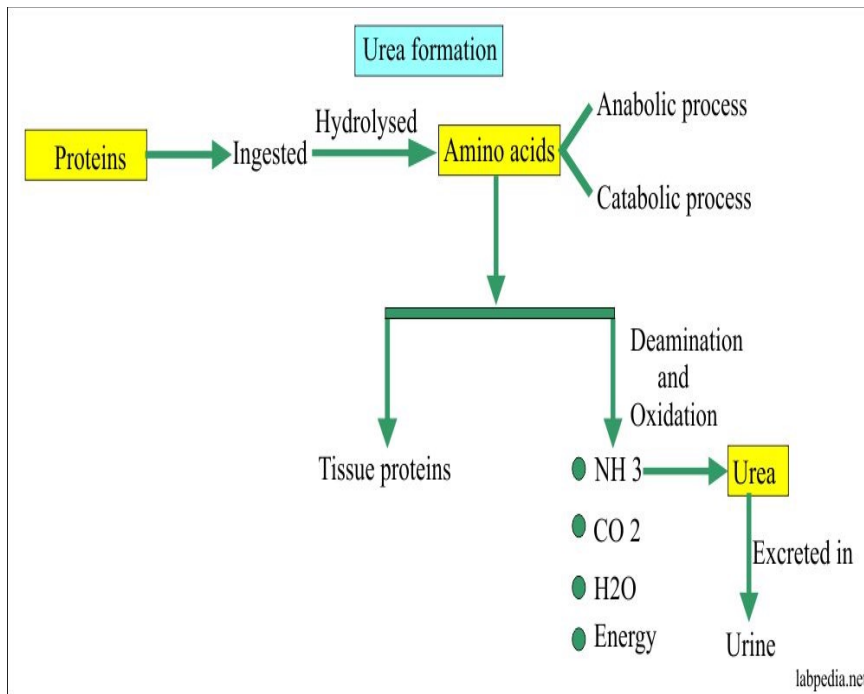 Urea formation
Anabolic process
Hydrolysed
Proteins
Ingested
Amino acids
Catabolic process
Deamination
and
Oxidation
Tissue proteins
NH 3
Urea
CO 2
Excreted in
H2O
Energy
Urine
labpedia.net